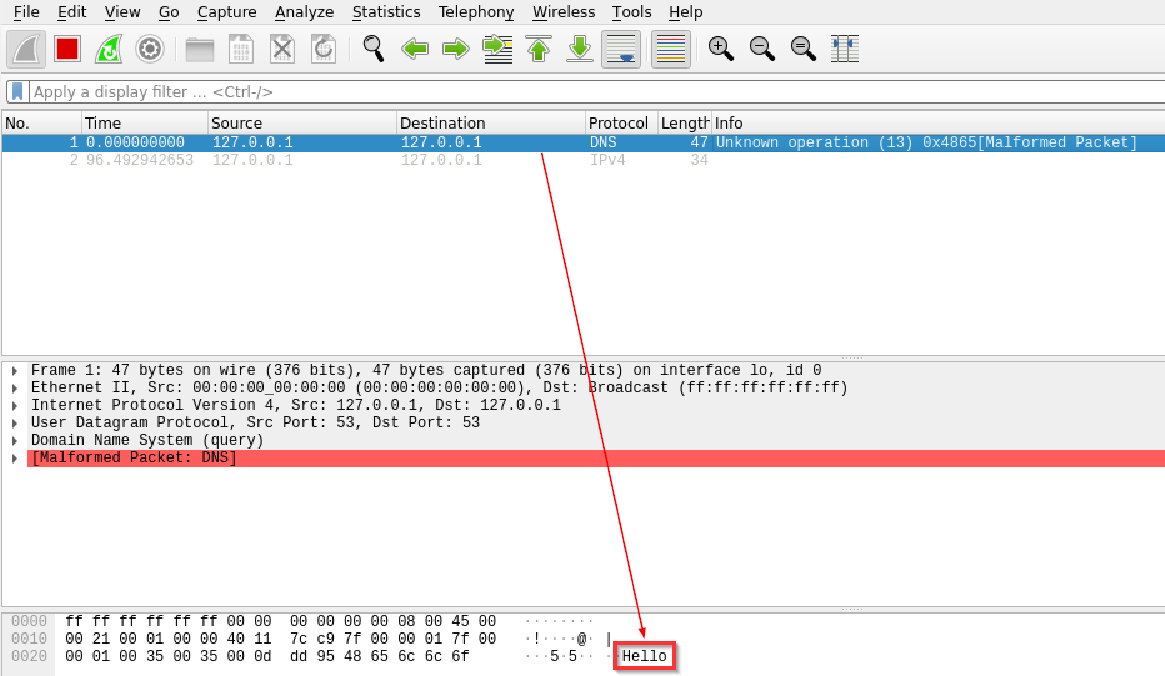 File Edit View Go Capture Analyze Statistics Telephony Wireless Tools Help
Apply a display filter ... <Ctrl-/>
No. Time Source Destination Protocol Length Info
1 0.000000000 127.0.0.1 127.0.0.1 DNS 47 Unknown operation (13) 0x4865[Malformed Packet]
2 96.492942653 127.0.0.1 127.0.0.1 IPv4 34
Frame 1: 47 bytes on wire (376 bits), 47 bytes captured (376 bits) on interface lo, id 0
Ethernet II, Src: 00:00:00_00:00:00 (00:00:00:00:00:00), Dst: Broadcast (ff:ff:ff:ff:ff:ff)
Internet Protocol Version 4, Src: 127.0.0.1, Dst: 127.0.0.1
User Datagram Protocol, Src Port: 53, Dst Port: 53
Domain Name System (query)
[Malformed Packet: DNS]
0000 ff ff ff ff ff ff 00 00 00 00 00 00 08 00 45 00 ········
0010 00 21 00 01 00 00 40 11 7c c9 7f 00 00 01 7f 00 ·!····@· |
0020 00 01 00 35 00 35 00 0d dd 95 48 65 6c 6c 6f ···5·5·· ··Hello